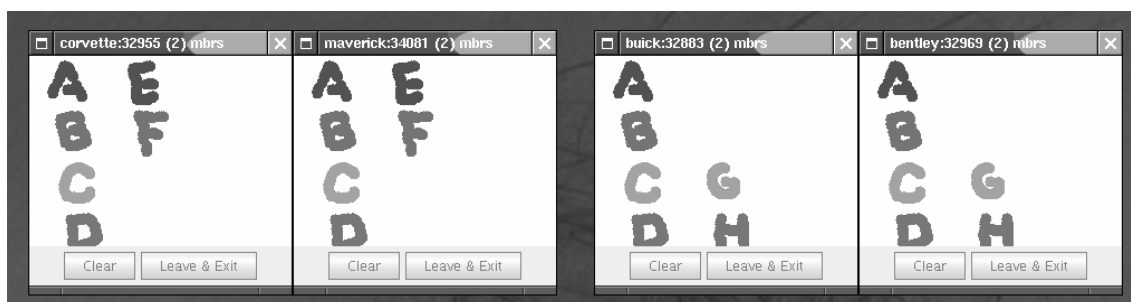 corvette:32955 (2) mbrs
A E
B F
C
D
Clear Leave & Exit
maverick:34081 (2) mbrs
A E
B F
C
D
Clear Leave & Exit
buick:32883 (2) mbrs
A
B
C G
D H
Clear Leave & Exit
bentley:32969 (2) mbrs
A
B
C G
D H
Clear Leave & Exit